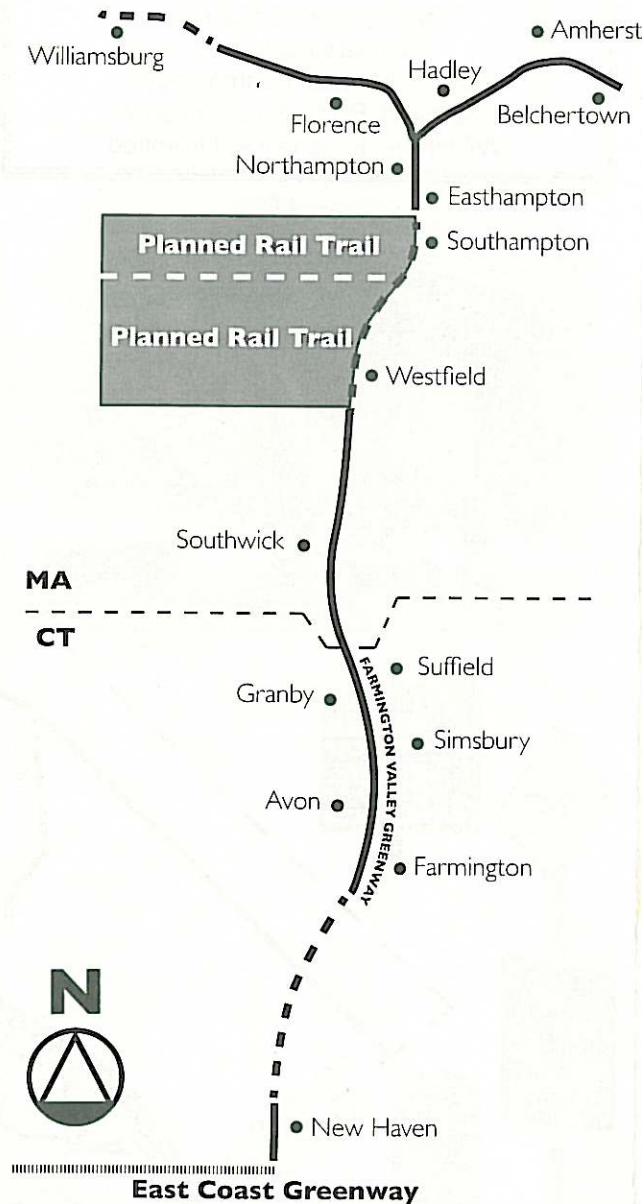 Amherst
Williamsburg
Hadley
Florence
Belchertown
Northampton
Easthampton
Planned Rail Trail
Southampton
Planned Rail Trail
Westfield
Southwick
MA
CT
FARMINGTON VALLEY GREENWAY
Suffield
Granby
Simsbury
Avon
Farmington
N
New Haven
East Coast Greenway